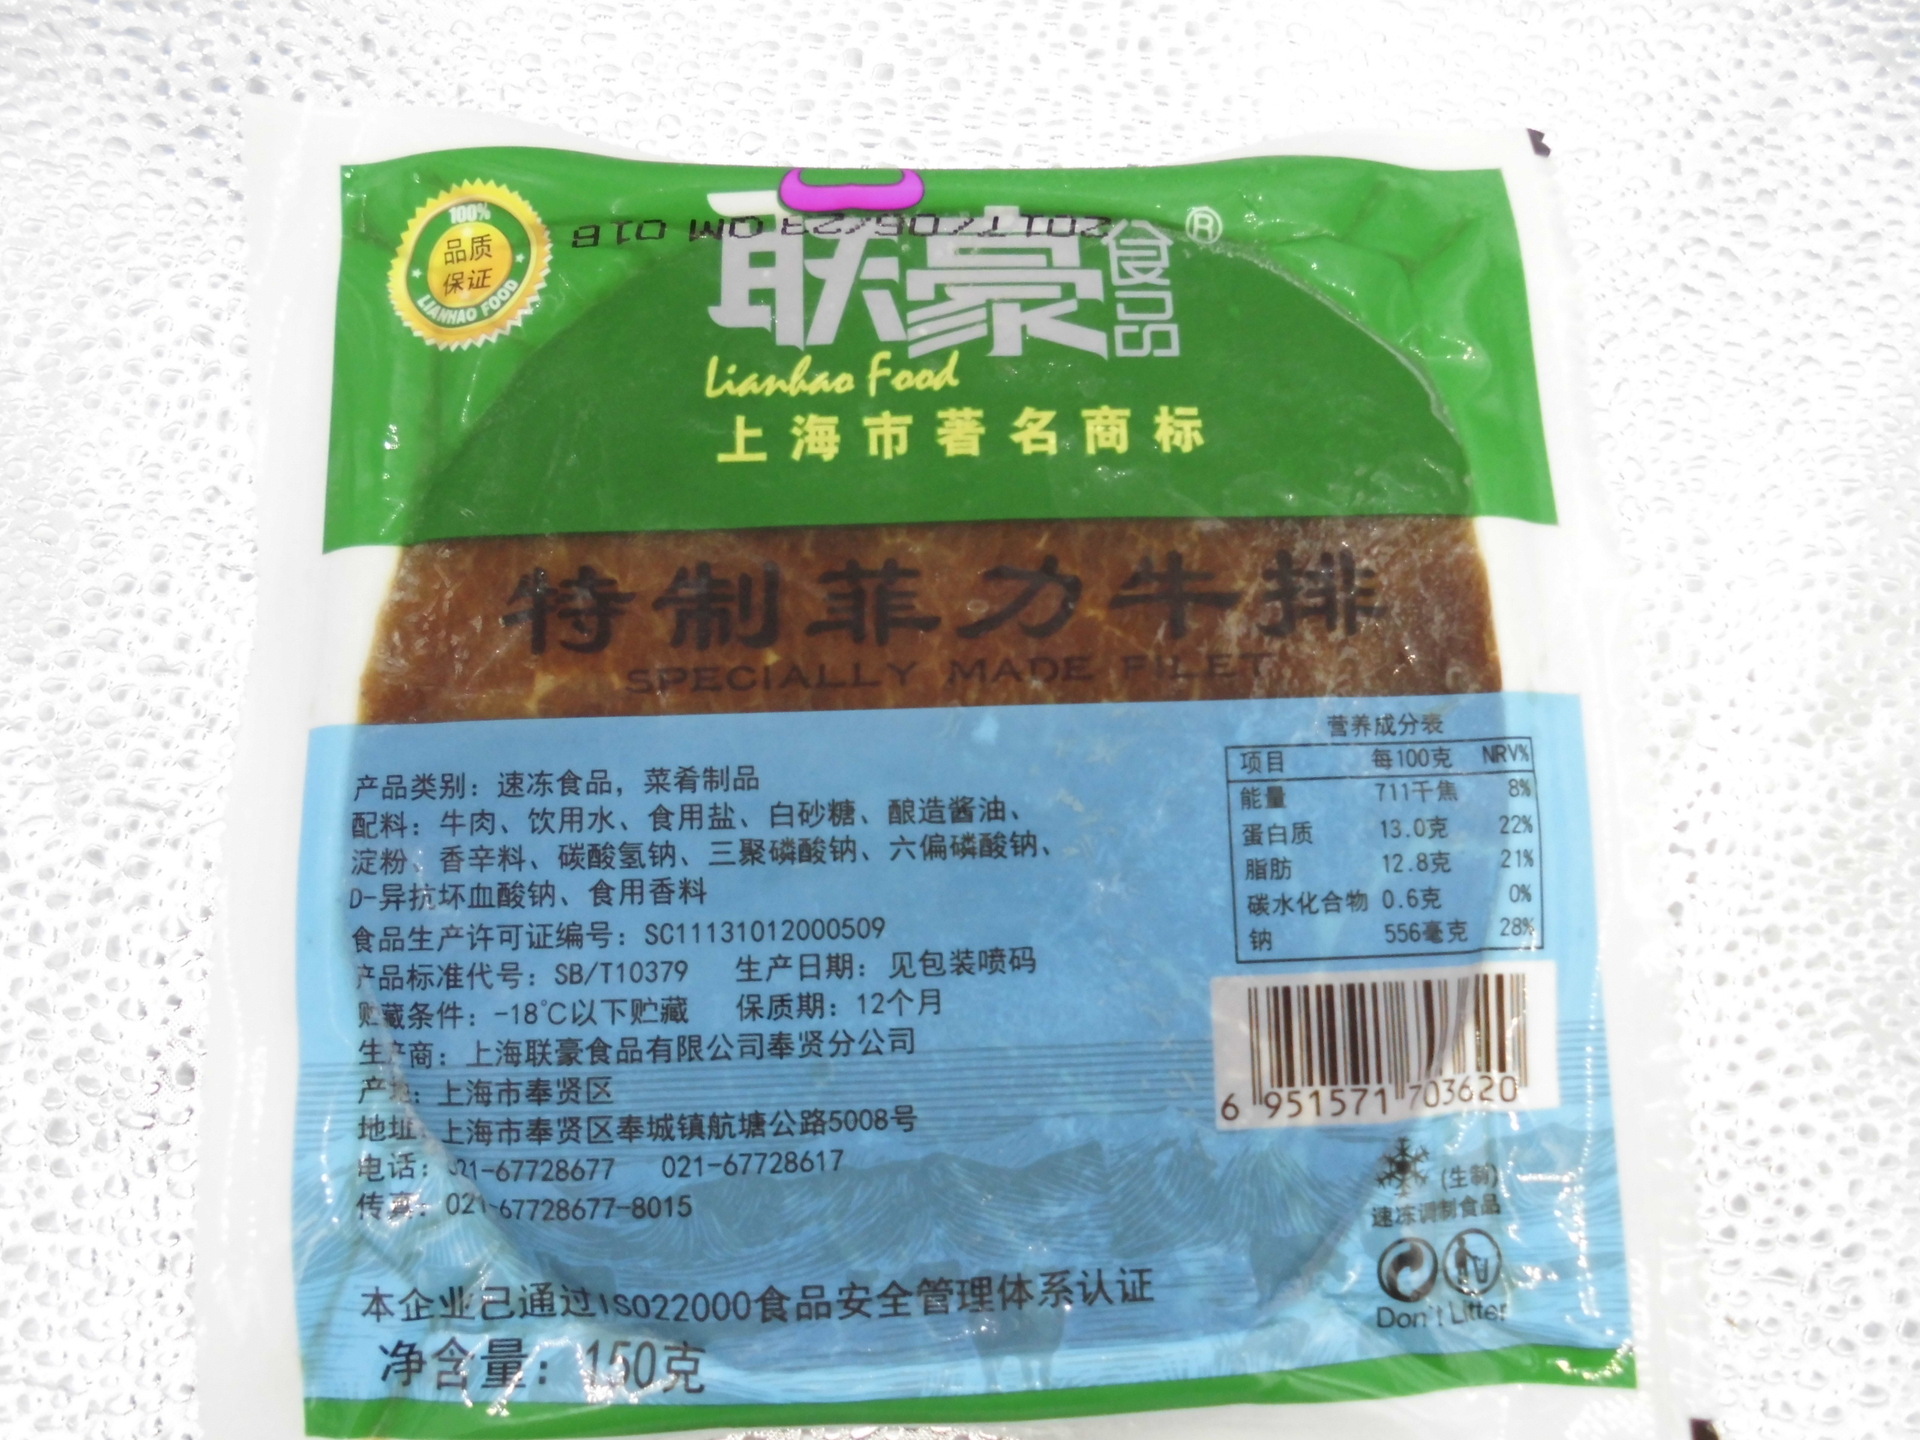 100%
品质
保证
LIANHAO FOOD
联豪食品®
Lianhao Food
上海市著名商标
特制菲力牛排
SPECIALLY MADE FILET
产品类别：速冻食品，菜肴制品
配料：牛肉、饮用水、食用盐、白砂糖、酿造酱油、
淀粉、香辛料、碳酸氢钠、三聚磷酸钠、六偏磷酸钠、
D-异抗坏血酸钠、食用香料
食品生产许可证编号：SC11131012000509
产品标准代号：SB/T10379 生产日期：见包装喷码
贮藏条件：-18℃以下贮藏 保质期：12个月
生产商：上海联豪食品有限公司奉贤分公司
产地：上海市奉贤区
地址：上海市奉贤区奉城镇航塘公路5008号
电话：021-67728677 021-67728617
传真：021-67728677-8015
本企业已通过ISO22000食品安全管理体系认证
净含量：150克
营养成分表
项目 每100克 NRV%
能量 711千焦 8%
蛋白质 13.0克 22%
脂肪 12.8克 21%
碳水化合物 0.6克 0%
钠 556毫克 28%
6 951571 703620
(生制)
速冻调制食品
Don't Litter